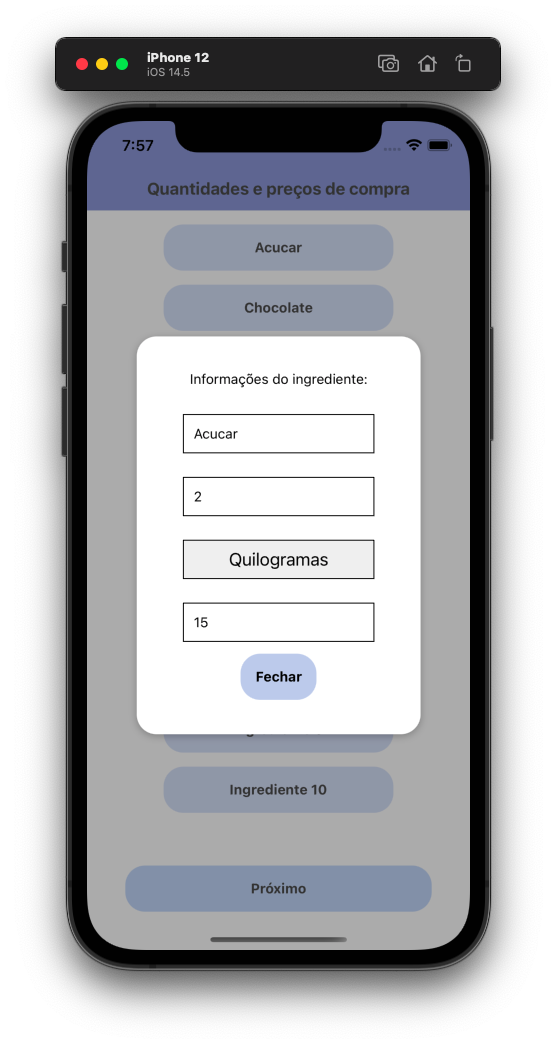 iPhone 12
iOS 14.5
7:57
Quantidades e preços de compra
Acucar
Chocolate
Informações do ingrediente:
Acucar
2
Quilogramas
15
Fechar
Ingrediente 10
Próximo